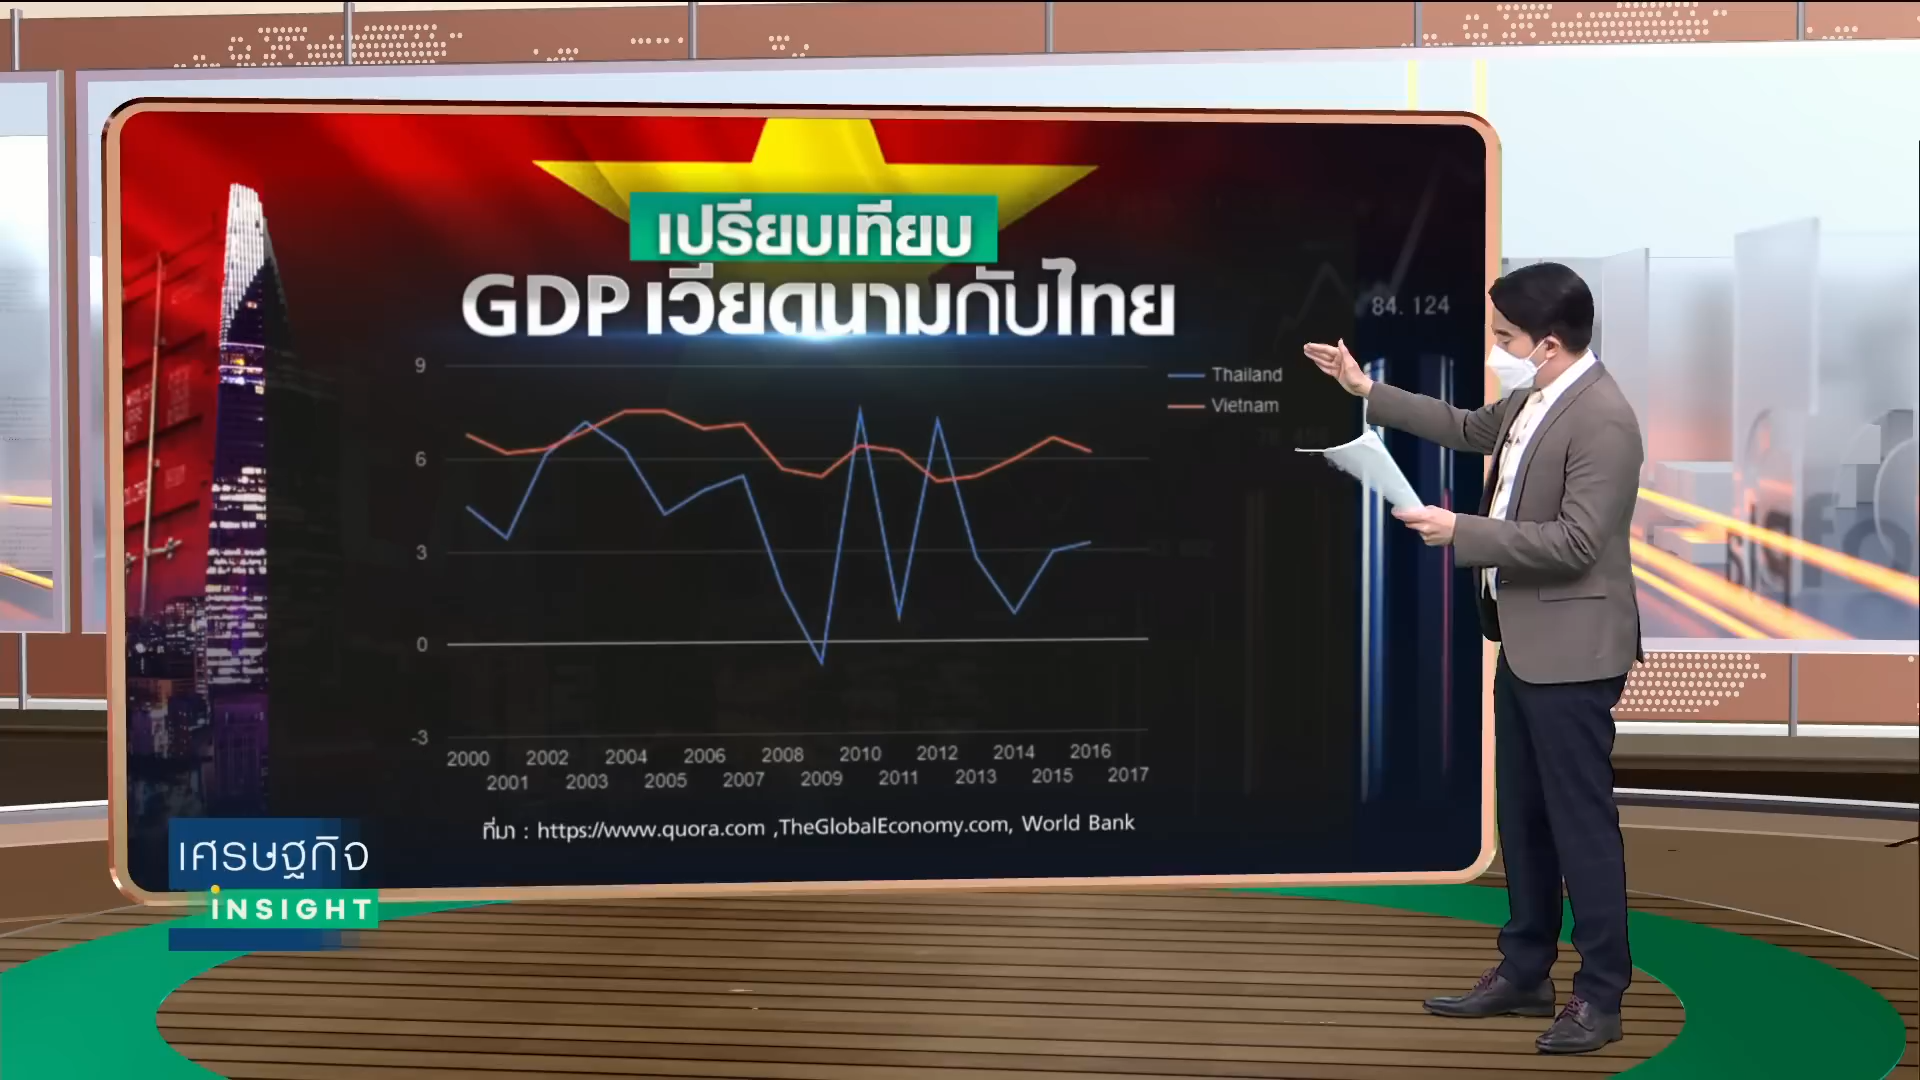 เปรียบเทียบ
GDP เวียดนามกับไทย
84.124
Thailand
Vietnam
9
6
3
0
-3
2000 2002 2004 2006 2008 2010 2012 2014 2016
2001 2003 2005 2007 2009 2011 2013 2015 2017
ที่มา : https://www.quora.com ,TheGlobalEconomy.com, World Bank
เศรษฐกิจ
iNSIGHT